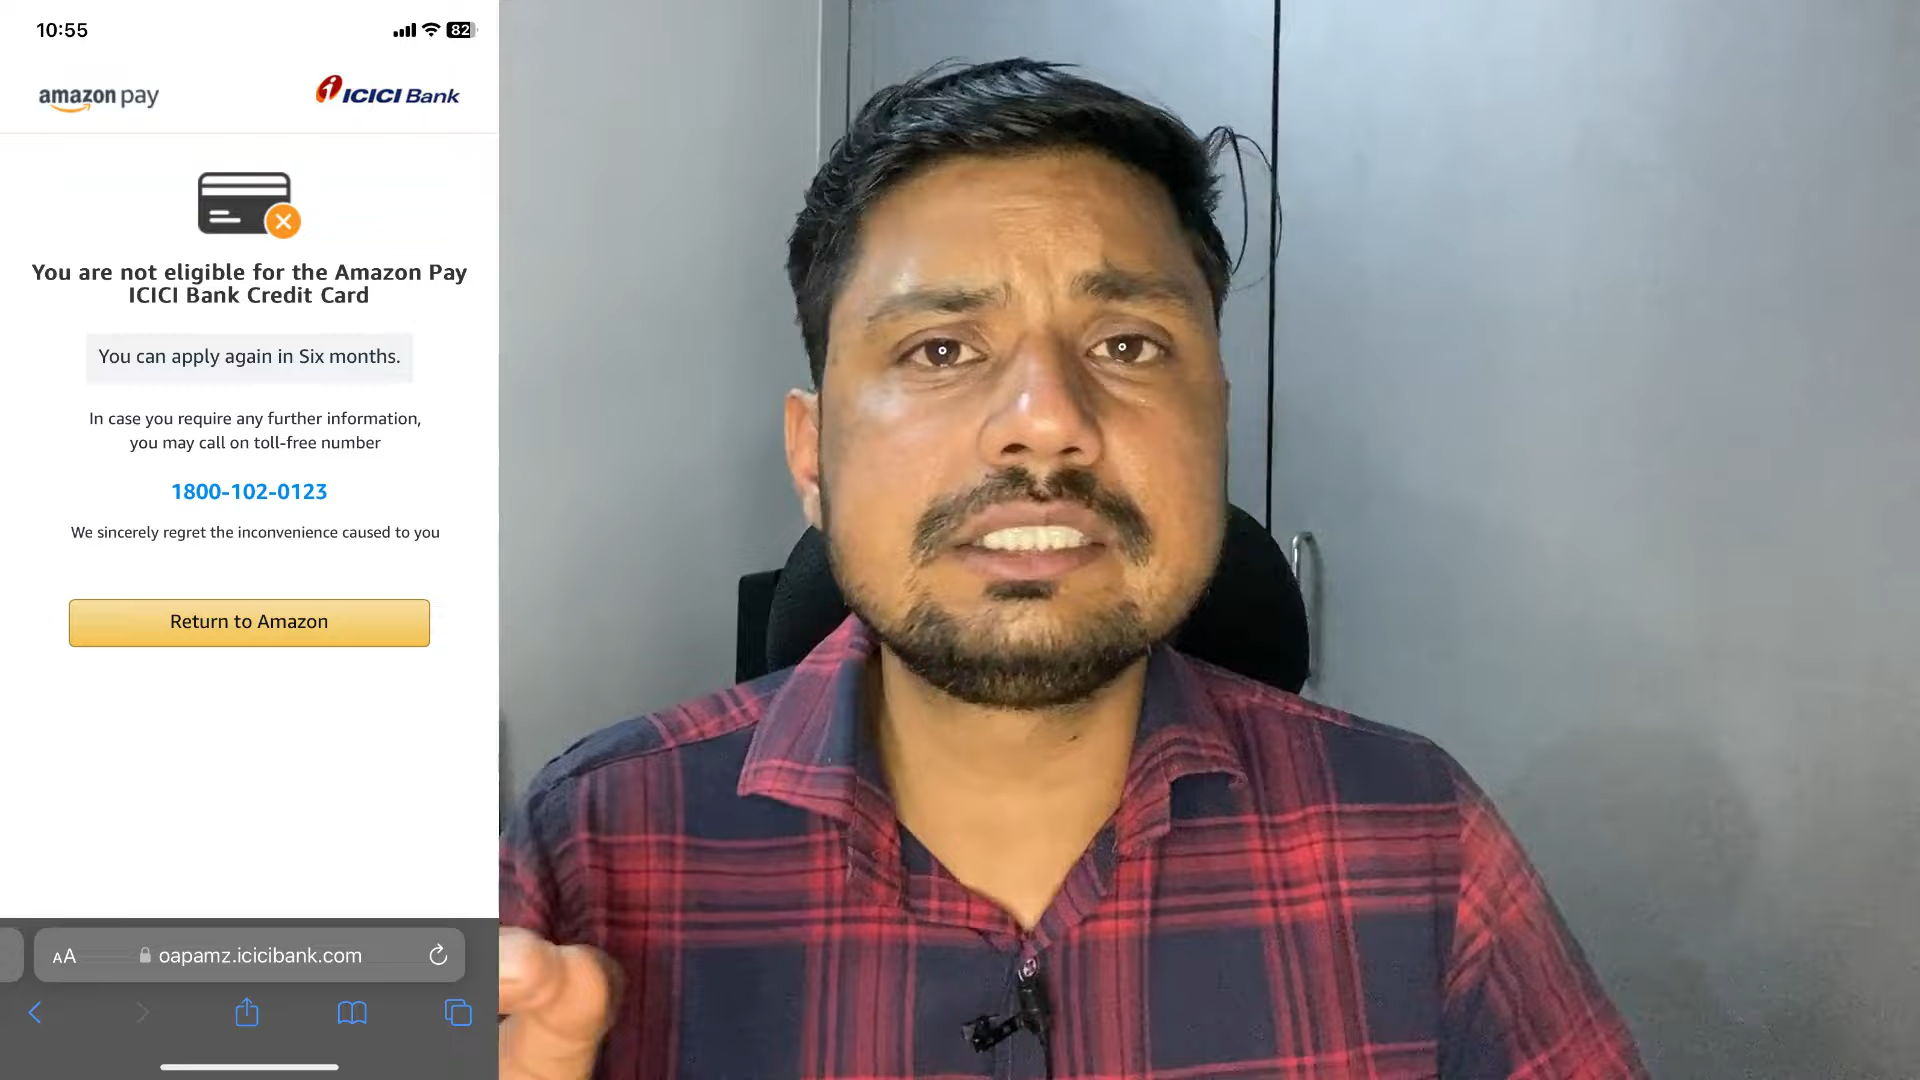 10:55
82
amazon pay
ICICI Bank
You are not eligible for the Amazon Pay
ICICI Bank Credit Card
You can apply again in Six months.
In case you require any further information,
you may call on toll-free number
1800-102-0123
We sincerely regret the inconvenience caused to you
Return to Amazon
AA
oapamz.icicibank.com